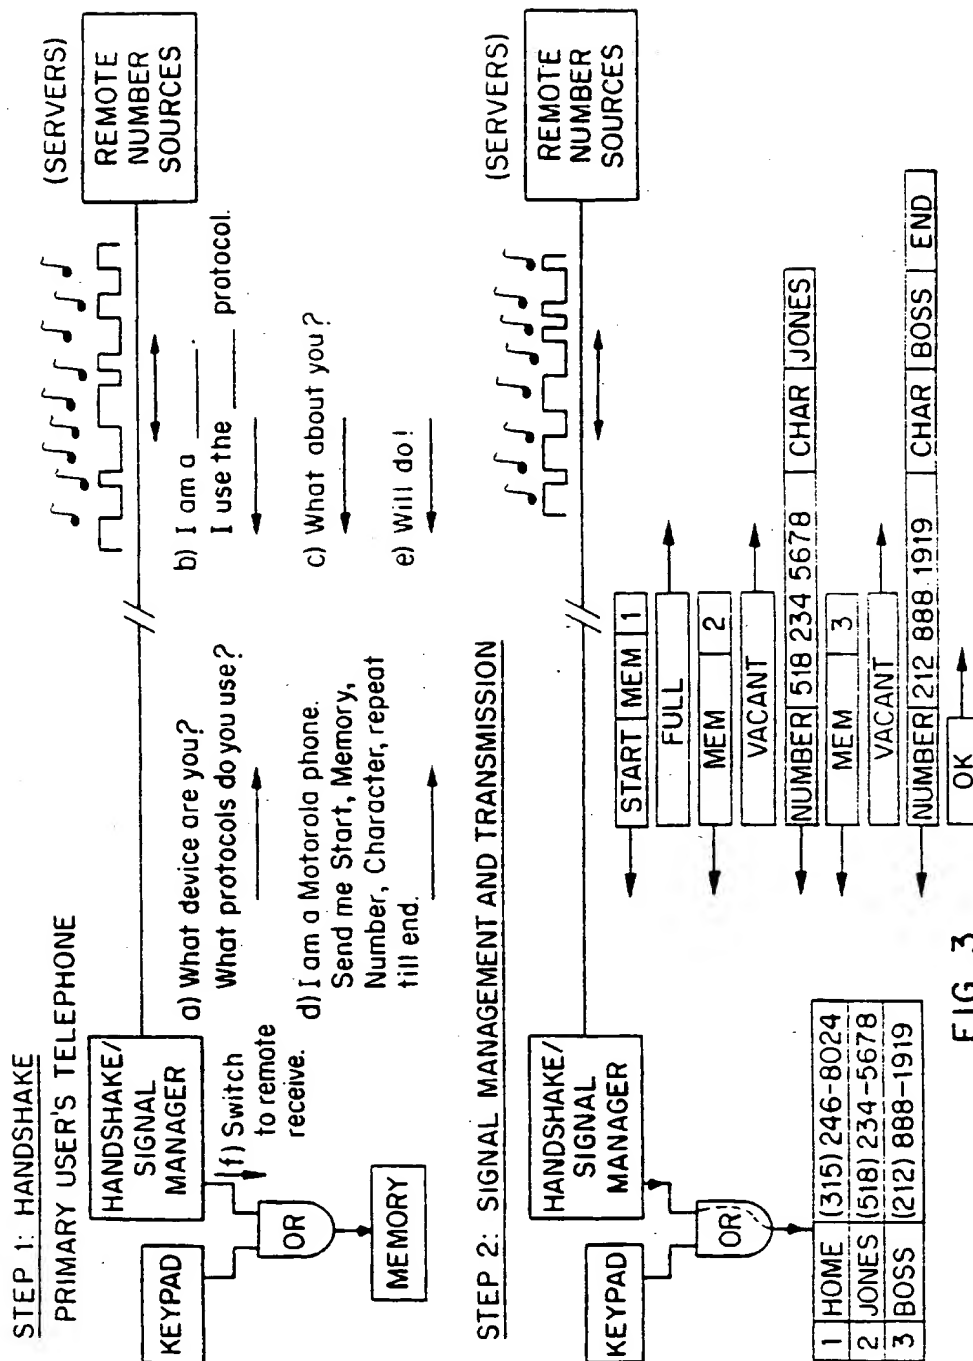 STEP 1: HANDSHAKE
PRIMARY USER'S TELEPHONE
(SERVERS)
KEYPAD
HANDSHAKE/
SIGNAL
MANAGER
REMOTE
NUMBER
SOURCES
(f) Switch
to remote
receive.
OR
MEMORY
a) What device are you?
What protocols do you use?
b) I am a ______.
I use the ______ protocol.
c) What about you?
d) I am a Motorola phone.
Send me Start, Memory,
Number, Character, repeat
till end.
e) Will do!
STEP 2: SIGNAL MANAGEMENT AND TRANSMISSION
(SERVERS)
KEYPAD
HANDSHAKE/
SIGNAL
MANAGER
REMOTE
NUMBER
SOURCES
OR
1 HOME (315) 246-8024
2 JONES (518) 234-5678
3 BOSS (212) 888-1919
START MEM 1
FULL
MEM 2
VACANT
NUMBER 518 234 5678 CHAR JONES
MEM 3
VACANT
NUMBER 212 888 1919 CHAR BOSS END
OK
FIG. 3